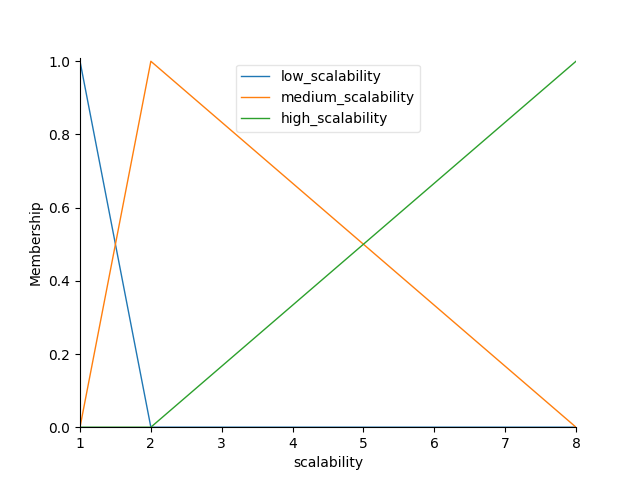 low_scalability
medium_scalability
high_scalability
1.0
0.8
0.6
0.4
0.2
0.0
Membership
1 2 3 4 5 6 7 8
scalability